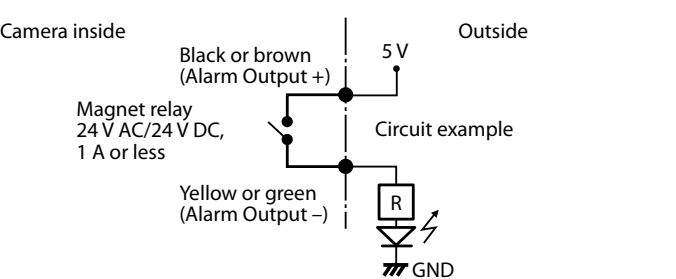 Camera inside
Outside
Black or brown
(Alarm Output +)
5 V
Magnet relay
24 V AC/24 V DC,
1 A or less
Circuit example
Yellow or green
(Alarm Output –)
R
GND